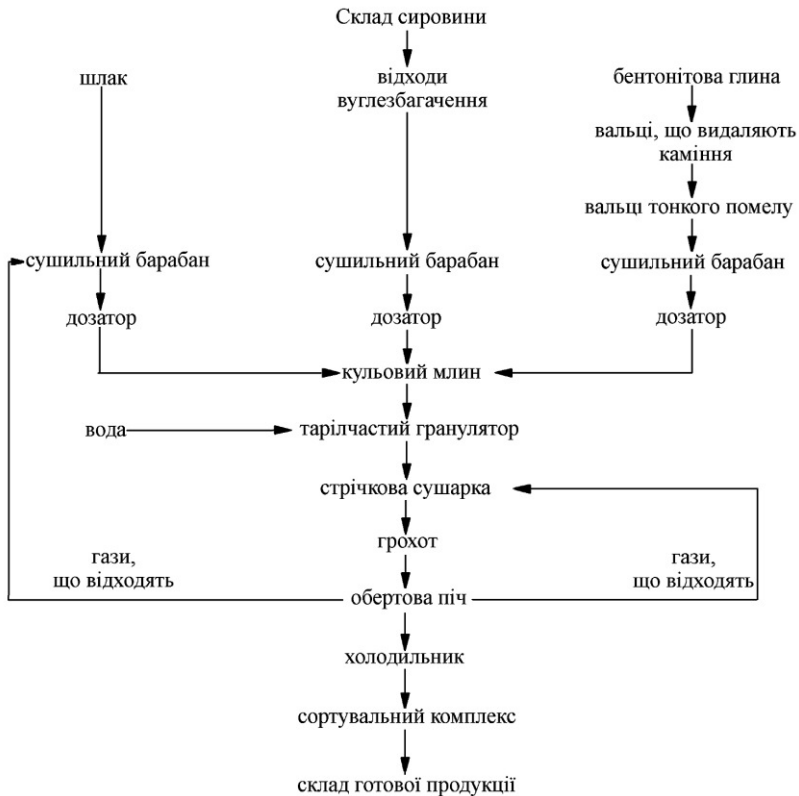 Склад сировини
шлак
відходи
вуглезбагачення
бентонітова глина
вальці, що видаляють
каміння
вальці тонкого помелу
сушильний барабан
сушильний барабан
сушильний барабан
дозатор
дозатор
дозатор
кульовий млин
вода
тарілчастий гранулятор
стрічкова сушарка
грохот
гази,
що відходять
гази,
що відходять
обертова піч
холодильник
сортувальний комплекс
склад готової продукції